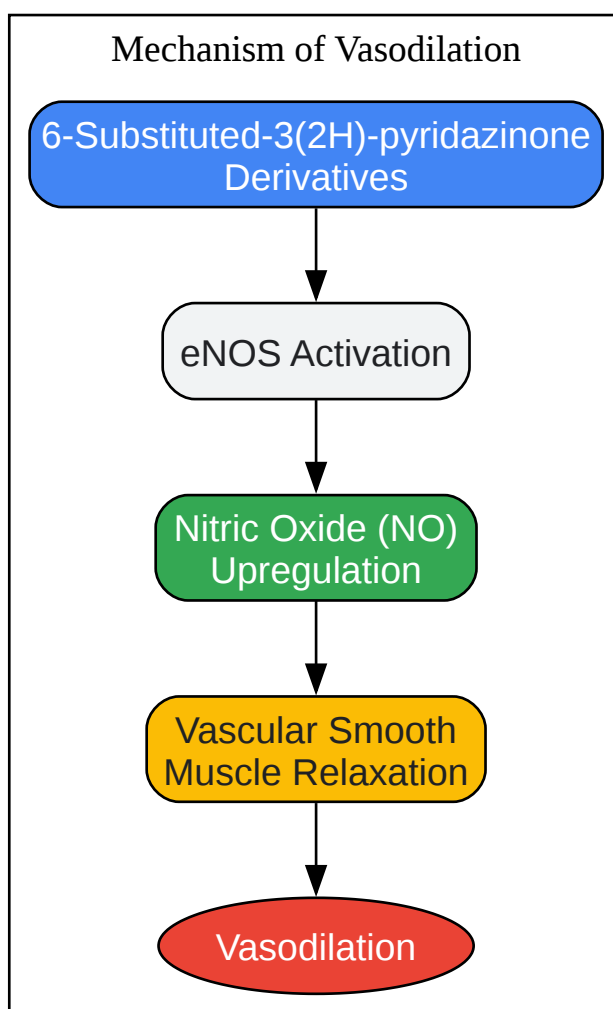 Mechanism of Vasodilation
6-Substituted-3(2H)-pyridazinone
Derivatives
eNOS Activation
Nitric Oxide (NO)
Upregulation
Vascular Smooth
Muscle Relaxation
Vasodilation